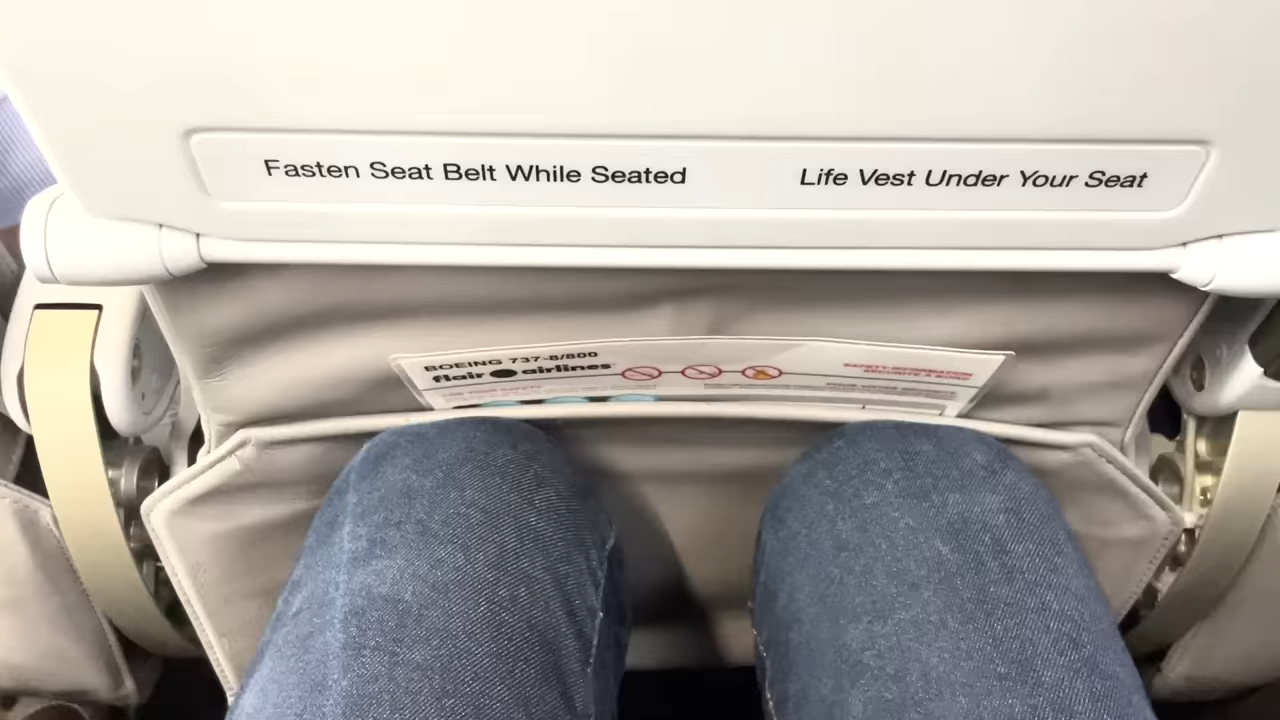 Fasten Seat Belt While Seated
Life Vest Under Your Seat
BOEING 737-8/800
flair airlines
SAFETY INFORMATION